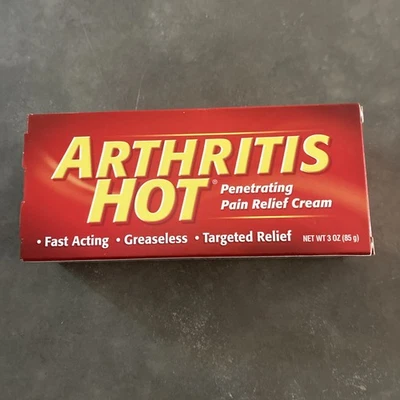 ARTHRITIS
HOT®
Penetrating
Pain Relief Cream
• Fast Acting • Greaseless • Targeted Relief NET WT 3 OZ (85 g)